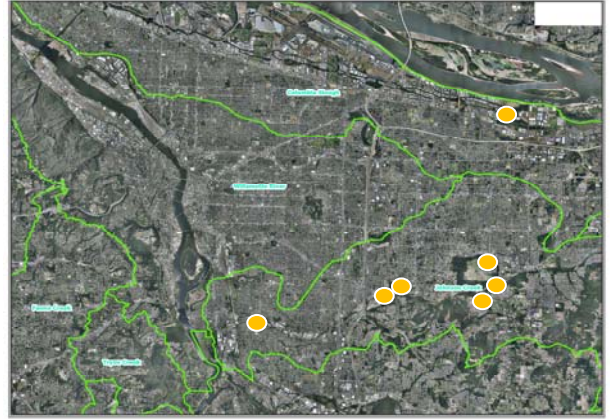 Columbia Slough
Willamette River
Johnson Creek
Fanno Creek
Tryon Creek